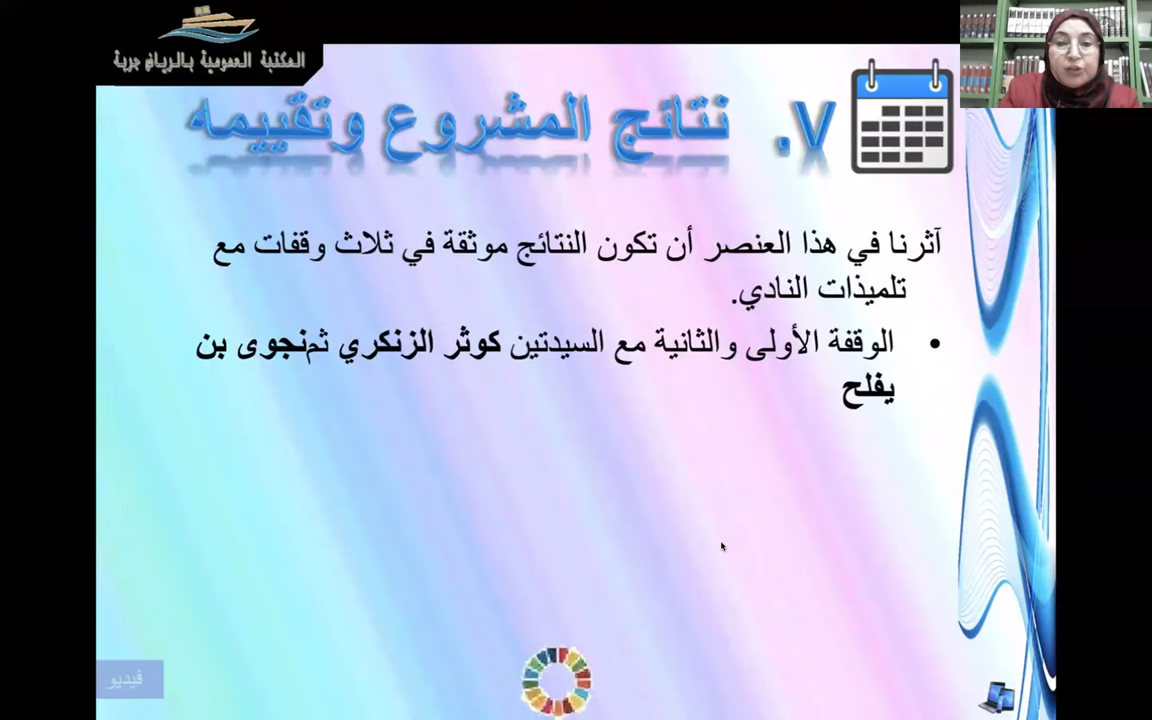 المكتبة العمومية بالرياض جربة
٧. نتائج المشروع وتقييمه
آثرنا في هذا العنصر أن تكون النتائج موثقة في ثلاث وقفات مع
تلميذات النادي.
• الوقفة الأولى والثانية مع السيدتين كوثر الزنكري ثمنجوى بن
يفلح
فيديو